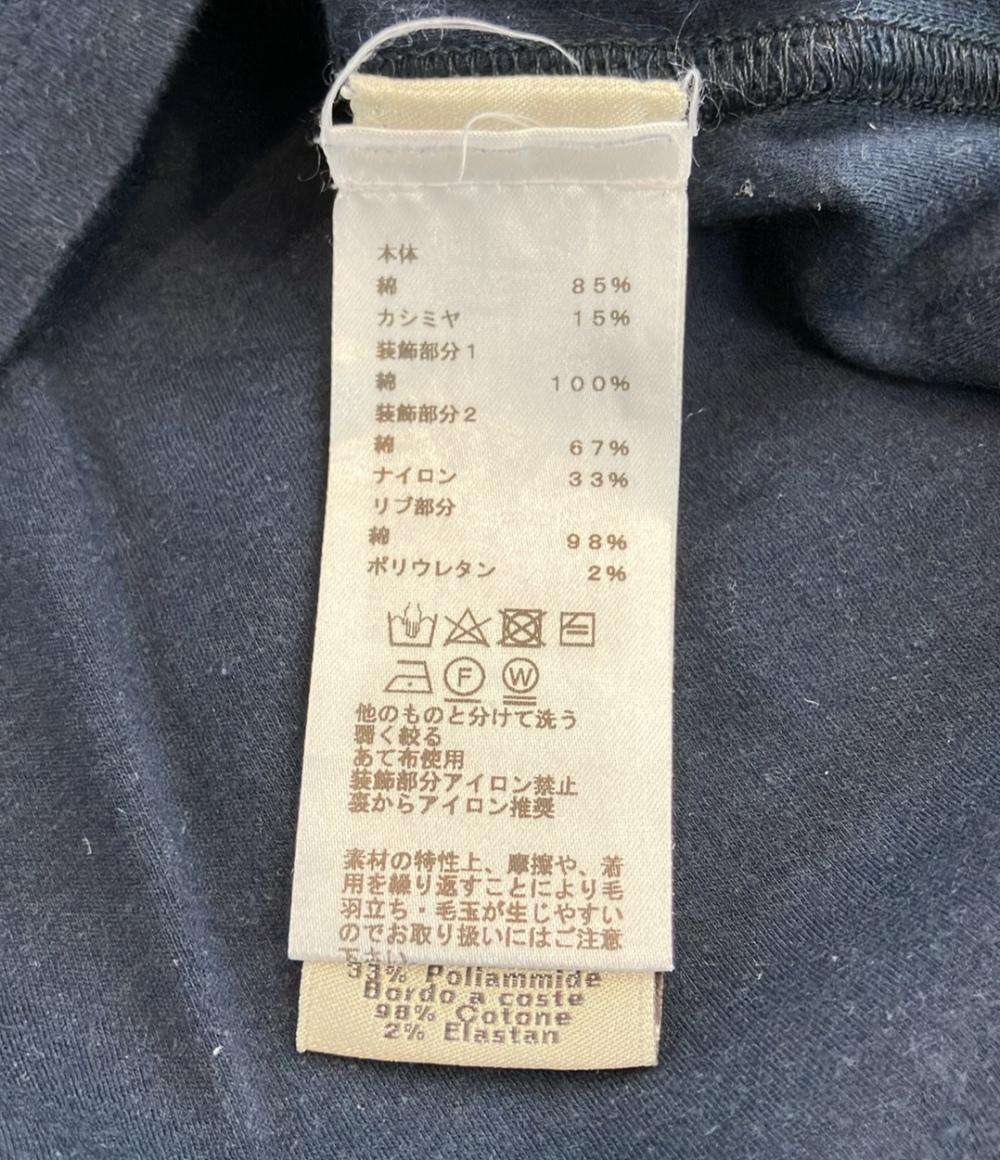 本体
綿 85%
カシミヤ 15%
装飾部分1
綿 100%
装飾部分2
綿 67%
ナイロン 33%
リブ部分
綿 98%
ポリウレタン 2%
F W
他のものと分けて洗う
弱く絞る
あて布使用
装飾部分アイロン禁止
裏からアイロン推奨
素材の特性上、摩擦や、着
用を繰り返すことにより毛
羽立ち・毛玉が生じやすい
のでお取り扱いにはご注意
下さい
33% Poliammide
Bordo a coste
98% Cotone
2% Elastan